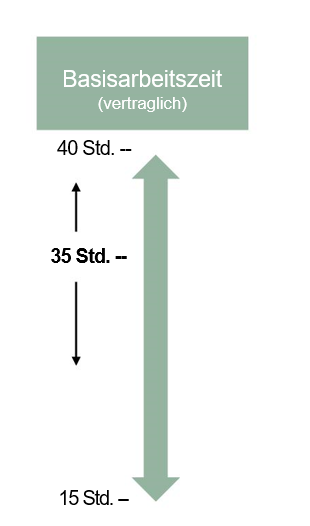 Basisarbeitszeit
(vertraglich)
40 Std. --
35 Std. --
15 Std. –